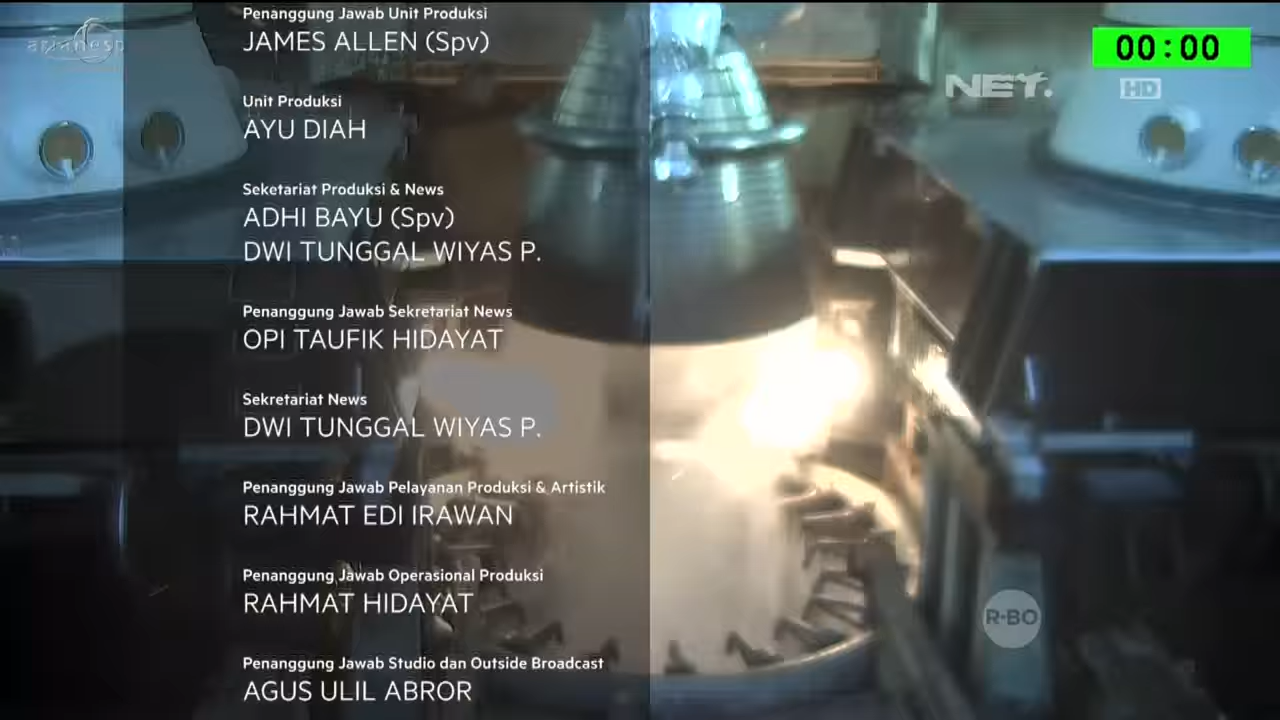 Penanggung Jawab Unit Produksi
JAMES ALLEN (Spv)
Unit Produksi
AYU DIAH
Seketariat Produksi & News
ADHI BAYU (Spv)
DWI TUNGGAL WIYAS P.
Penanggung Jawab Sekretariat News
OPI TAUFIK HIDAYAT
Sekretariat News
DWI TUNGGAL WIYAS P.
Penanggung Jawab Pelayanan Produksi & Artistik
RAHMAT EDI IRAWAN
Penanggung Jawab Operasional Produksi
RAHMAT HIDAYAT
Penanggung Jawab Studio dan Outside Broadcast
AGUS ULIL ABROR
00:00
NET.
HD
R-BO